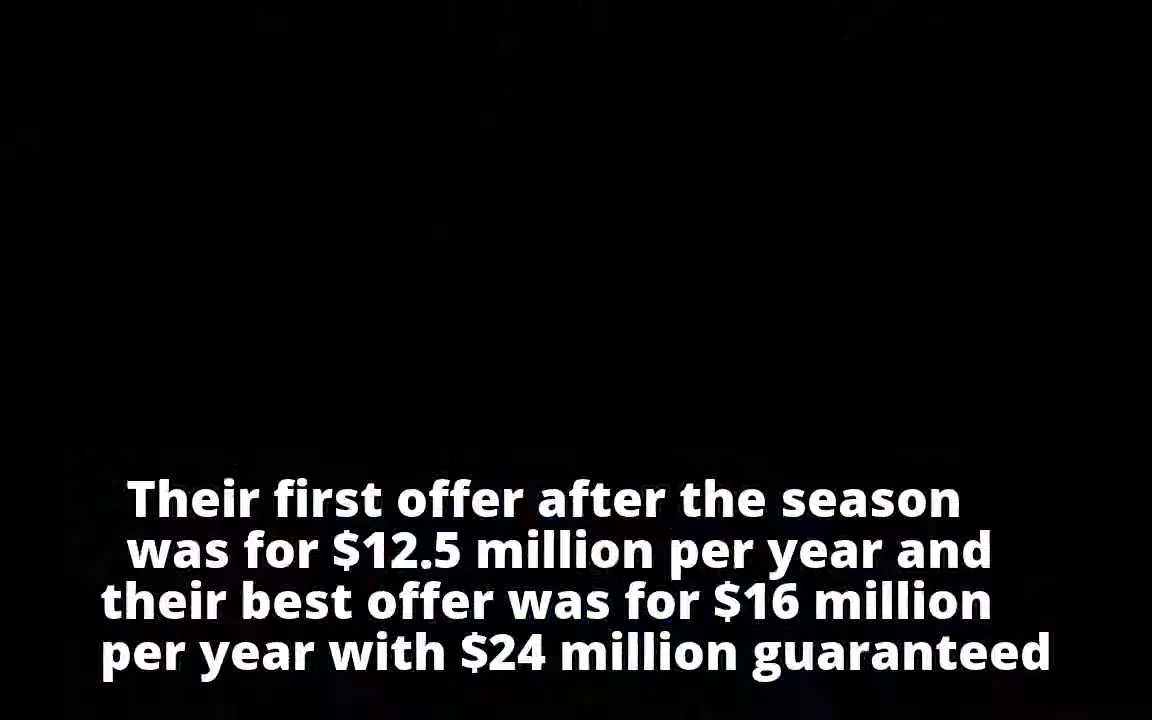 Their first offer after the season
was for $12.5 million per year and
their best offer was for $16 million
per year with $24 million guaranteed